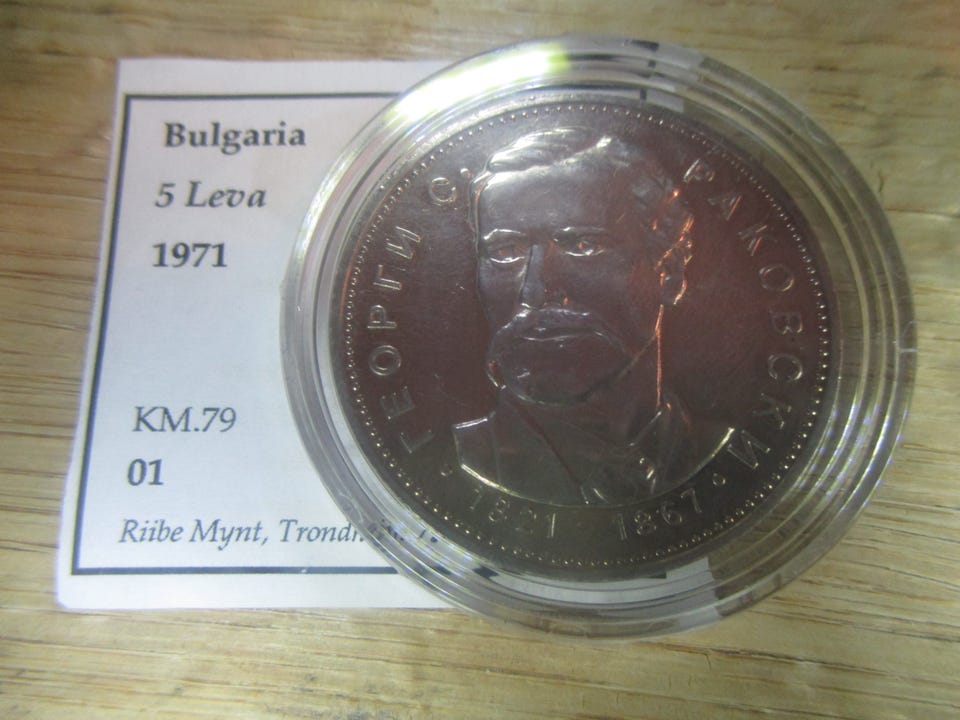 Bulgaria
5 Leva
1971
KM.79
01
Riibe Mynt,
ГЕОРГИ С. РАКОВСКИ
1821 1867